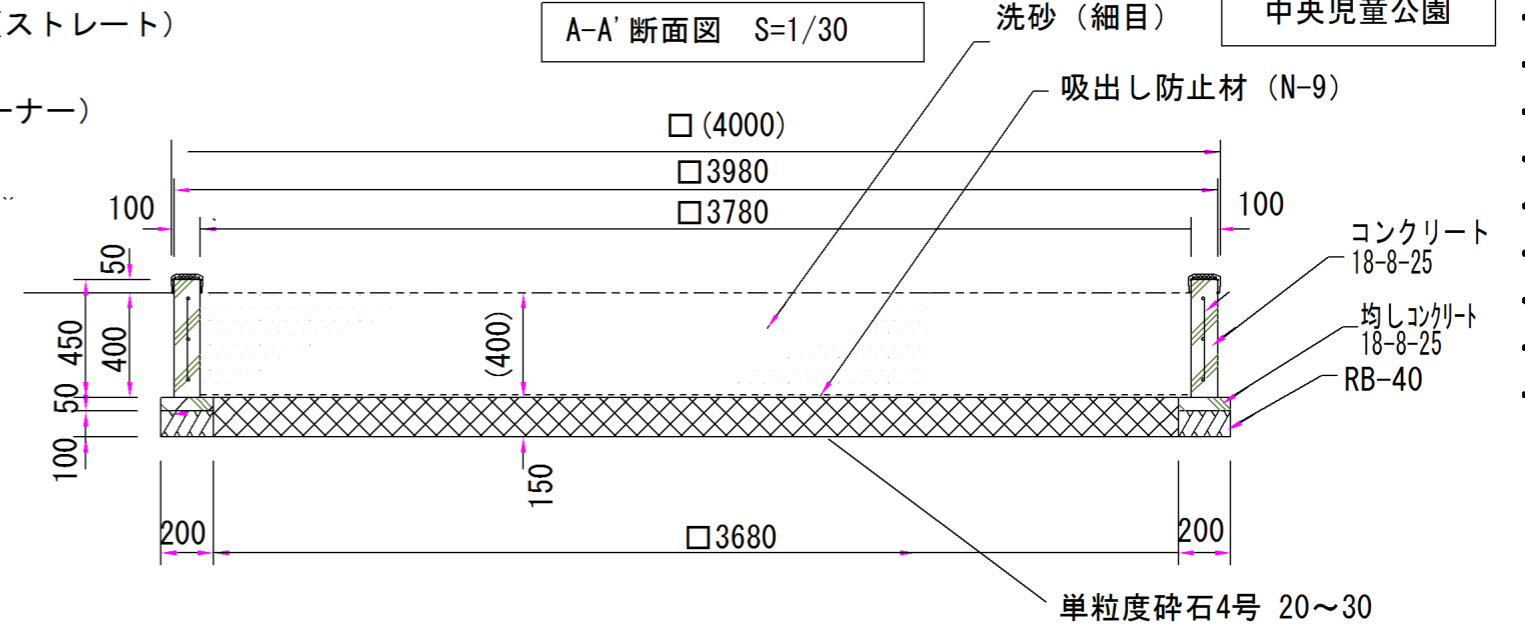 (ストレート)
A-A'断面図 S=1/30
洗砂(細目)
中央児童公園
ーナー)
吸出し防止材(N-9)
□(4000)
□3980
100
□3780
100
コンクリート
18-8-25
50
450
400
(400)
均しコンクリート
18-8-25
RB-40
50
100
150
200
□3680
200
単粒度砕石4号 20～30